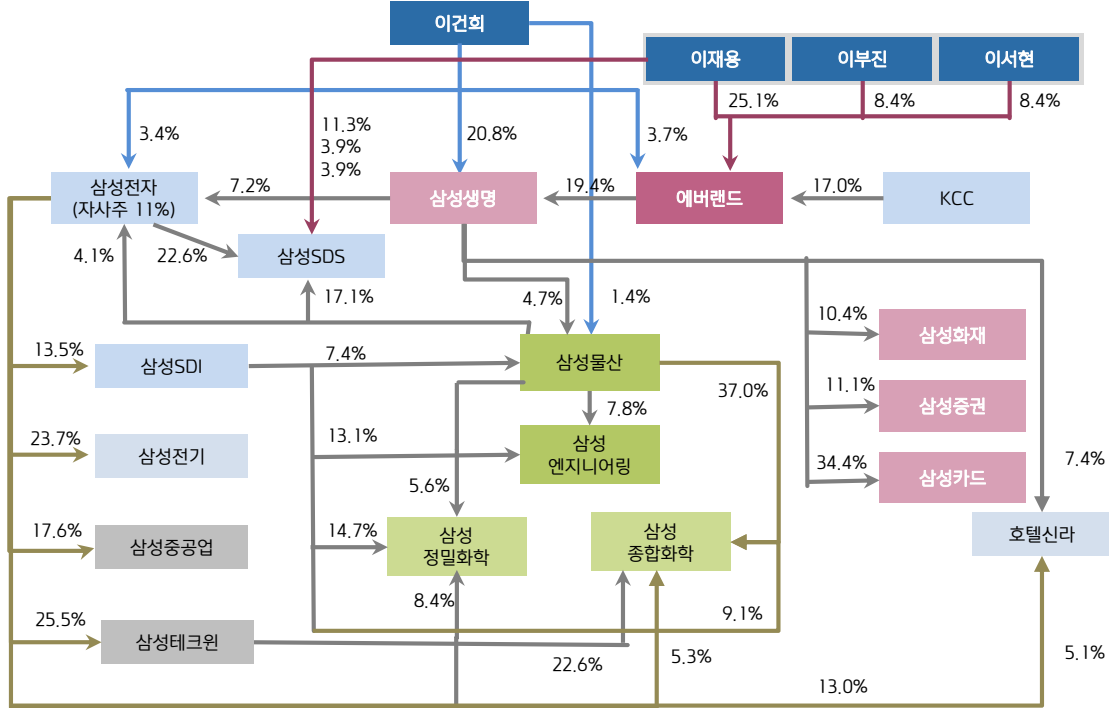 이건희
이재용
이부진
이서현
25.1%
8.4%
8.4%
3.4%
11.3%
3.9%
3.9%
20.8%
3.7%
삼성전자
(자사주 11%)
7.2%
삼성생명
19.4%
에버랜드
17.0%
KCC
4.1%
22.6%
삼성SDS
17.1%
4.7%
1.4%
10.4%
삼성화재
13.5%
삼성SDI
7.4%
삼성물산
37.0%
11.1%
삼성증권
7.8%
23.7%
삼성전기
13.1%
삼성
엔지니어링
34.4%
삼성카드
7.4%
5.6%
17.6%
삼성중공업
14.7%
삼성
정밀화학
삼성
종합화학
호텔신라
8.4%
9.1%
25.5%
삼성테크윈
22.6%
5.3%
5.1%
13.0%